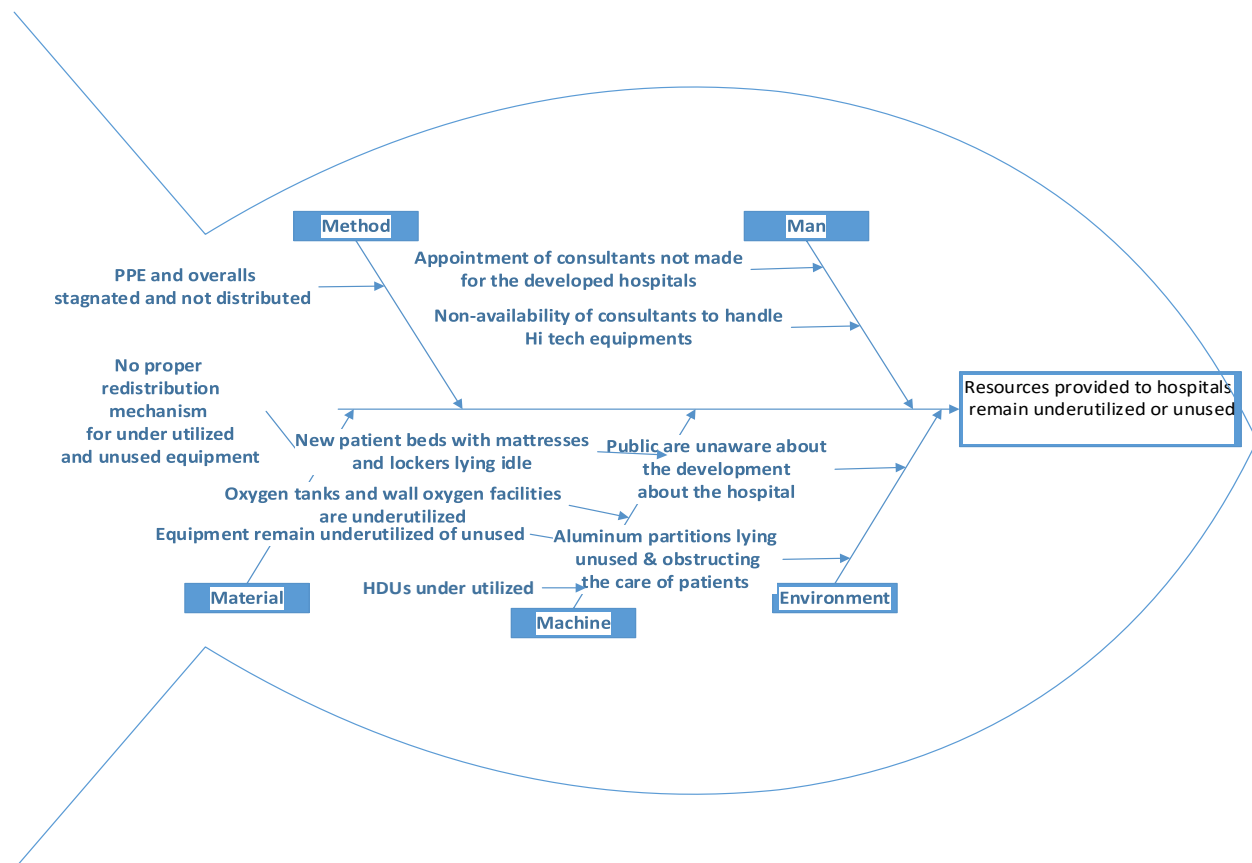 Method
Man
PPE and overalls
stagnated and not distributed
Appointment of consultants not made
for the developed hospitals
Non-availability of consultants to handle
Hi tech equipments
No proper
redistribution
mechanism
for under utilized
and unused equipment
Resources provided to hospitals
remain underutilized or unused
New patient beds with mattresses
and lockers lying idle
Public are unaware about
the development
about the hospital
Oxygen tanks and wall oxygen facilities
are underutilized
Equipment remain underutilized of unused
Aluminum partitions lying
unused & obstructing
the care of patients
HDUs under utilized
Material
Machine
Environment